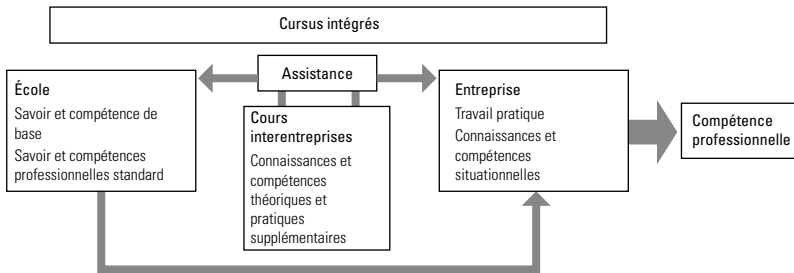 Cursus intégrés
Assistance
École
Savoir et compétence de
base
Savoir et compétences
professionnelles standard
Cours
interentreprises
Connaissances et
compétences
théoriques et
pratiques
supplémentaires
Entreprise
Travail pratique
Connaissances et
compétences
situationnelles
Compétence
professionnelle